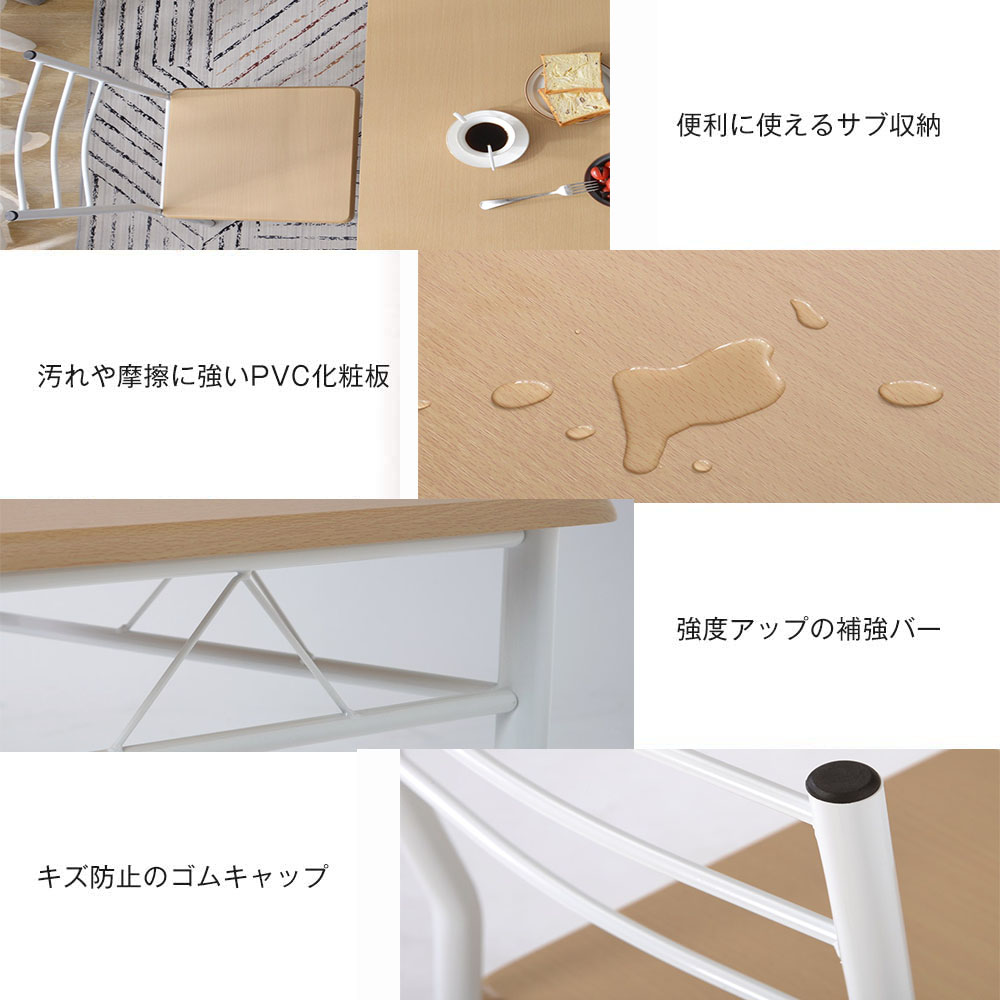 便利に使えるサブ収納
汚れや摩擦に強いPVC化粧板
強度アップの補強バー
キズ防止のゴムキャップ